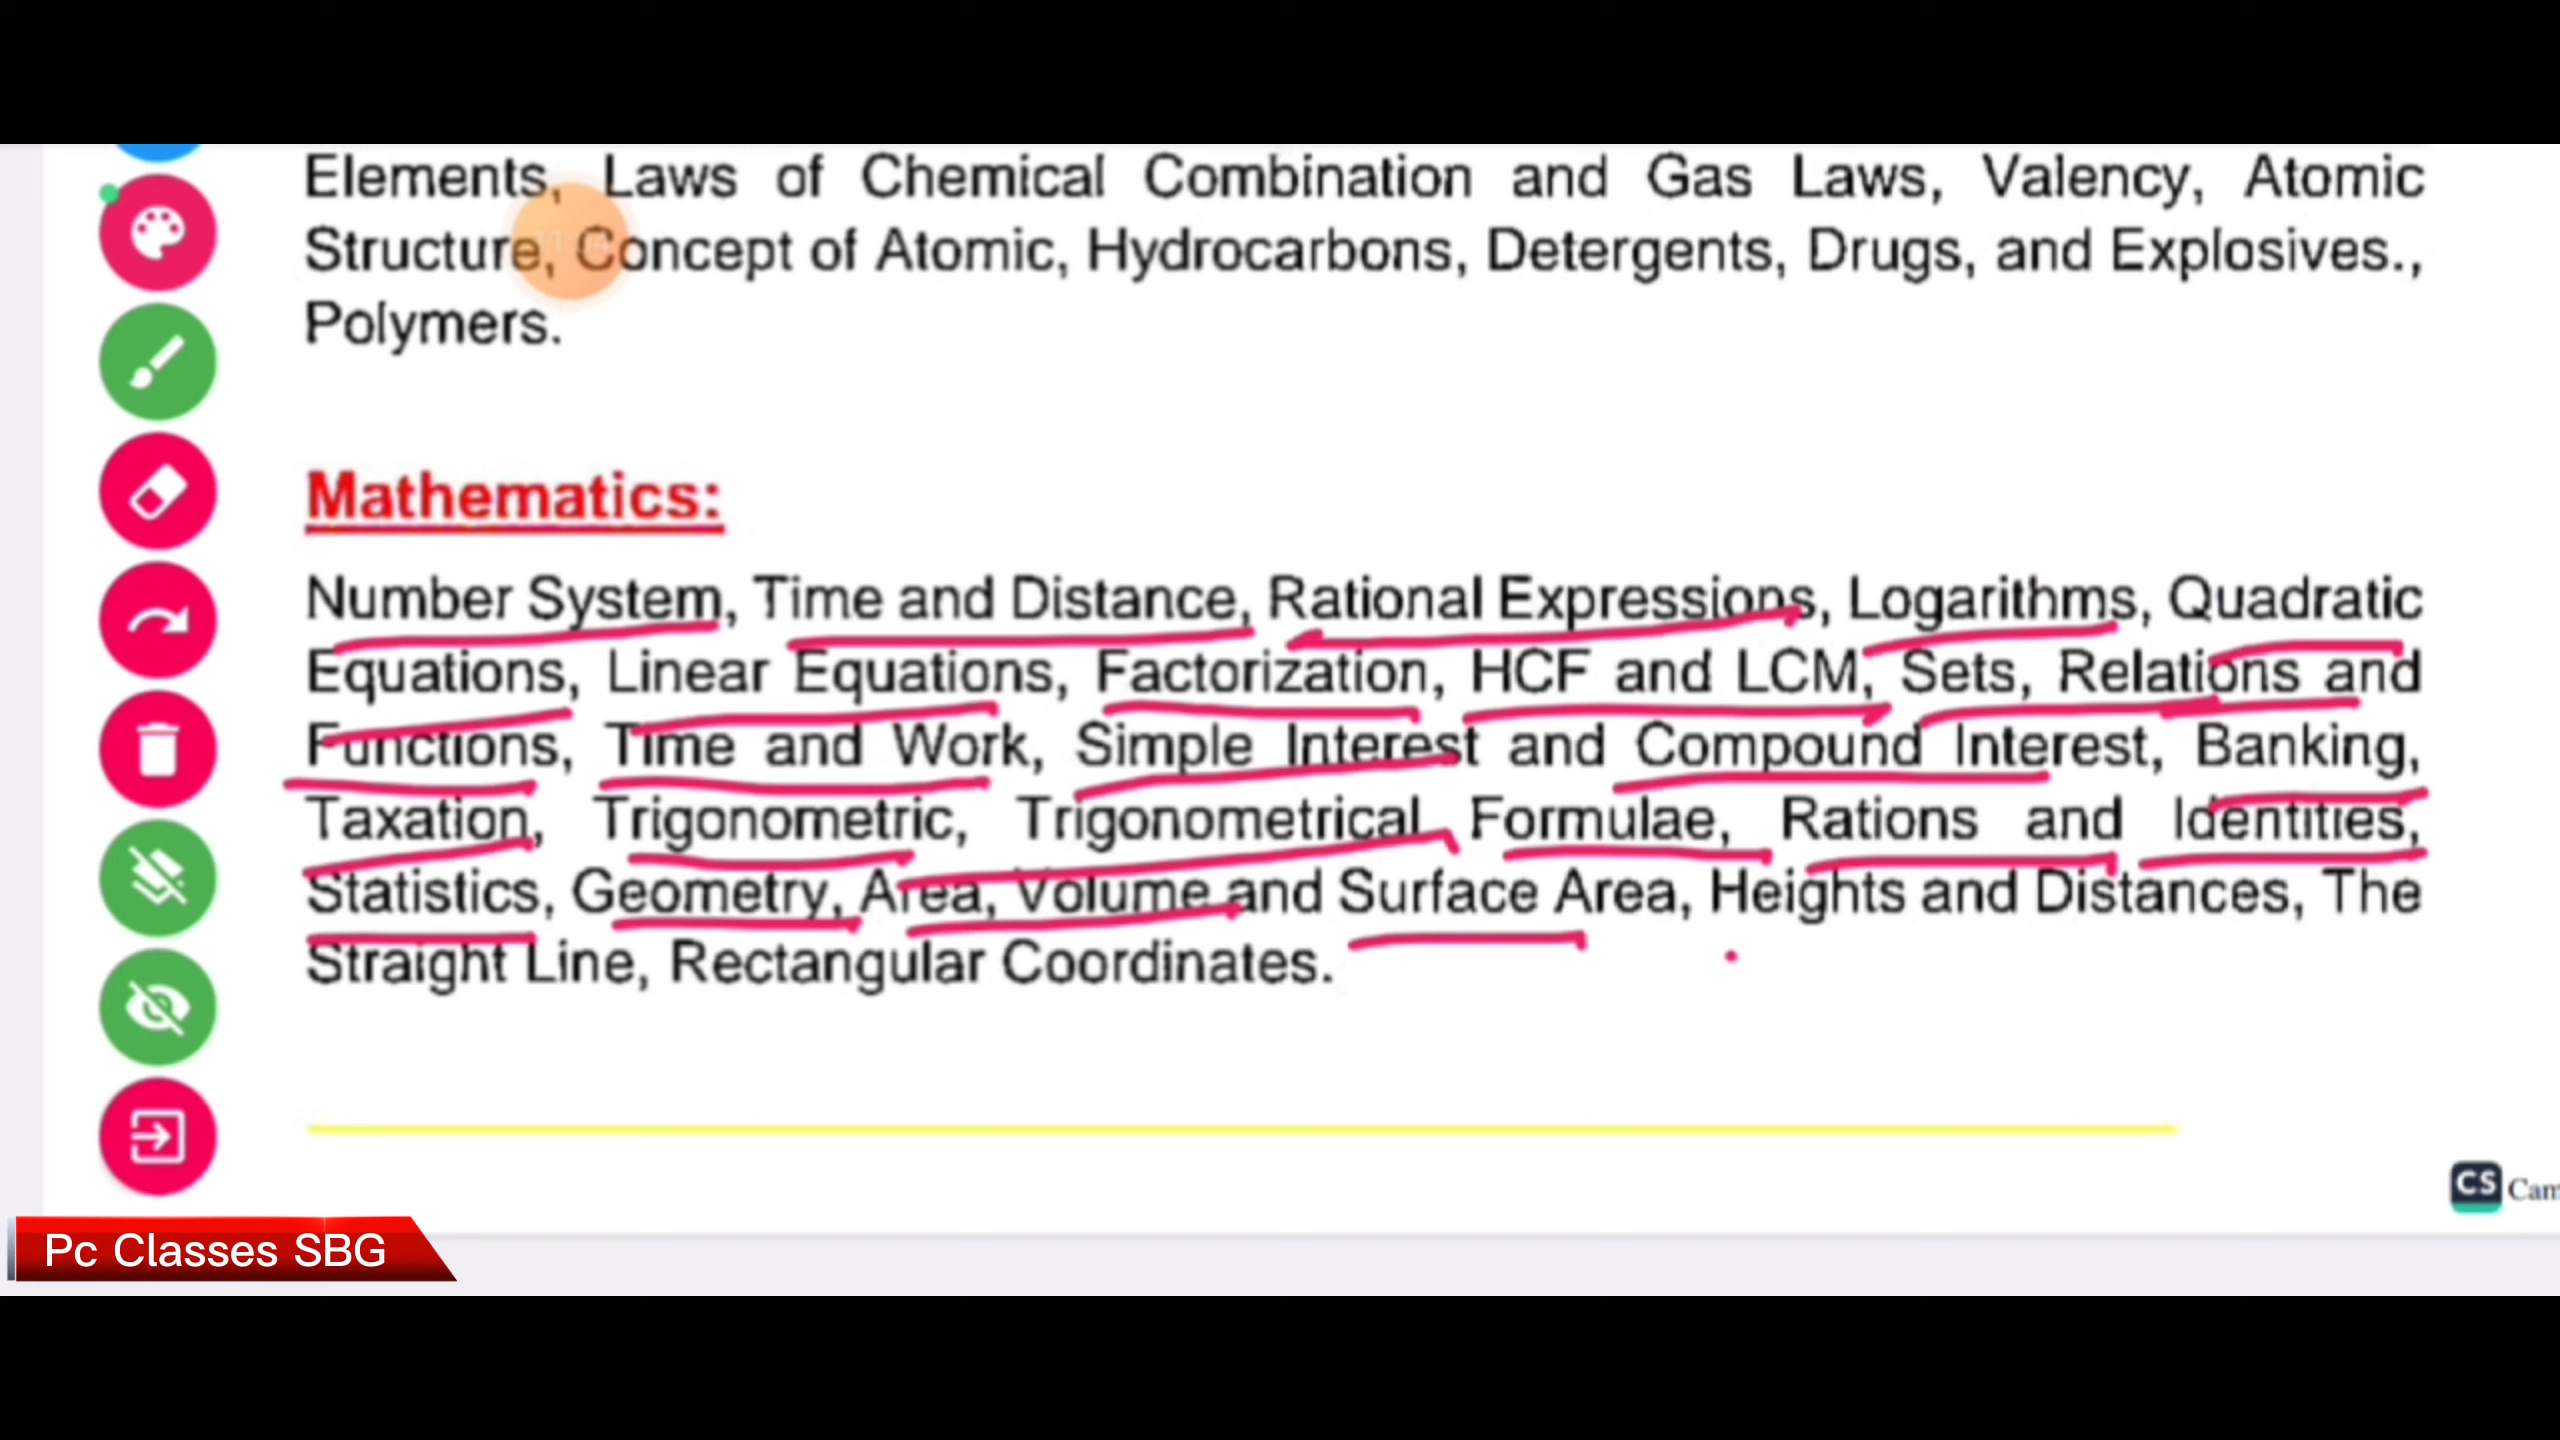 Elements, Laws of Chemical Combination and Gas Laws, Valency, Atomic
Structure, Concept of Atomic, Hydrocarbons, Detergents, Drugs, and Explosives.,
Polymers.
Mathematics:
Number System, Time and Distance, Rational Expressions, Logarithms, Quadratic
Equations, Linear Equations, Factorization, HCF and LCM, Sets, Relations and
Functions, Time and Work, Simple Interest and Compound Interest, Banking,
Taxation, Trigonometric, Trigonometrical Formulae, Rations and Identities,
Statistics, Geometry, Area, Volume and Surface Area, Heights and Distances, The
Straight Line, Rectangular Coordinates.
CS Cam
Pc Classes SBG